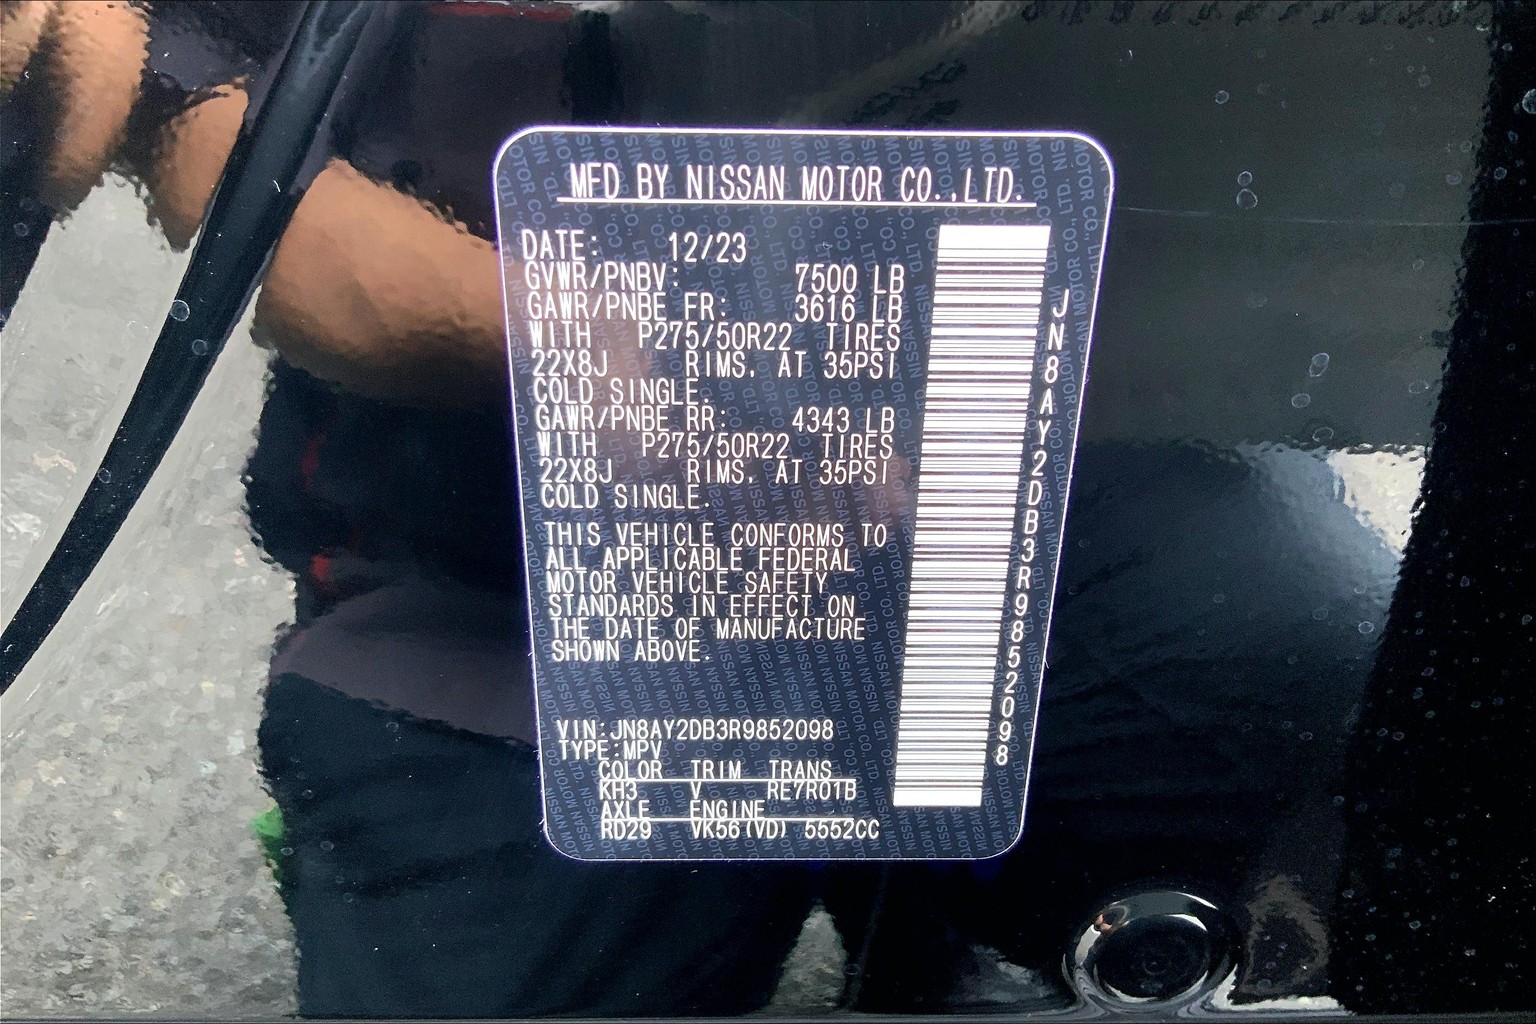 MFD BY NISSAN MOTOR CO.,LTD.
DATE: 12/23
GVWR/PNBV: 7500 LB
GAWR/PNBE FR: 3616 LB
WITH P275/50R22 TIRES
22X8J RIMS, AT 35PSI
COLD SINGLE.
GAWR/PNBE RR: 4343 LB
WITH P275/50R22 TIRES
22X8J RIMS, AT 35PSI
COLD SINGLE.
THIS VEHICLE CONFORMS TO
ALL APPLICABLE FEDERAL
MOTOR VEHICLE SAFETY
STANDARDS IN EFFECT ON
THE DATE OF MANUFACTURE
SHOWN ABOVE.
VIN:JN8AY2DB3R9852098
TYPE:MPV
COLOR TRIM TRANS
KH3 V RE7R01B
AXLE ENGINE
RD29 VK56(VD) 5552CC
JN8AY2DB3R9852098